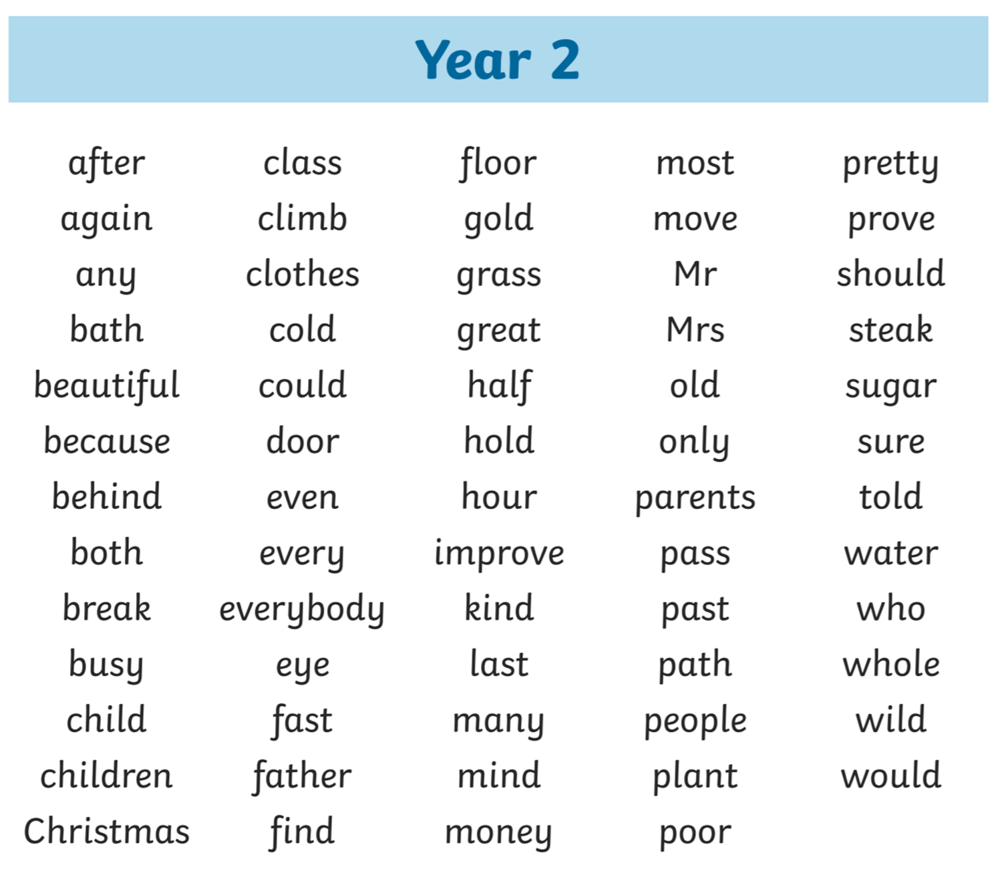 Year 2
after class floor most pretty
again climb gold move prove
any clothes grass Mr should
bath cold great Mrs steak
beautiful could half old sugar
because door hold only sure
behind even hour parents told
both every improve pass water
break everybody kind past who
busy eye last path whole
child fast many people wild
children father mind plant would
Christmas find money poor